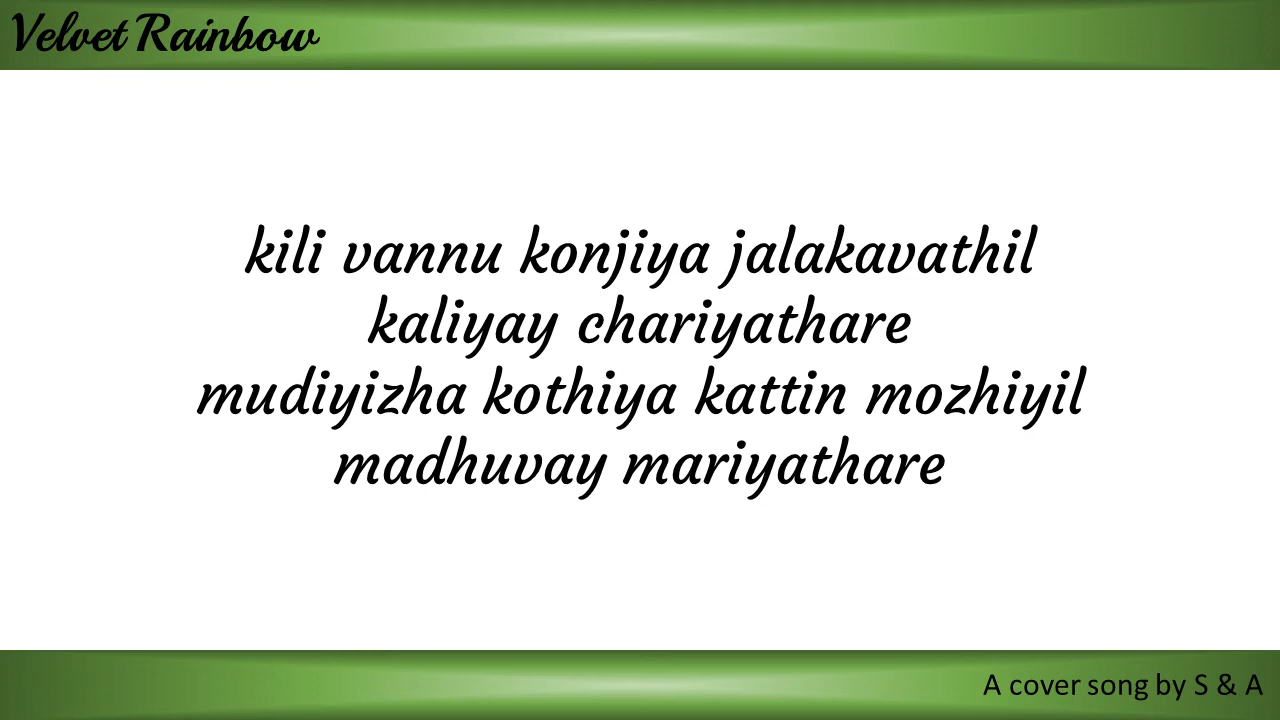 Velvet Rainbow
kili vannu konjiya jalakavathil
kaliyay chariyathare
mudiyizha kothiya kattin mozhiyil
madhuvay mariyathare
A cover song by S & A